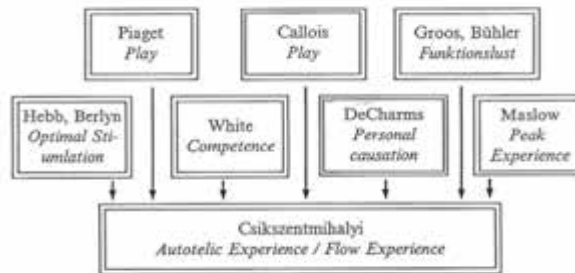 Piaget
Play
Callois
Play
Groos, Bühler
Funktionslust
Hebb, Berlyn
Optimal Sti-
umlation
White
Competence
DeCharms
Personal
causation
Maslow
Peak
Experience
Csikszentmihalyi
Autotelic Experience / Flow Experience